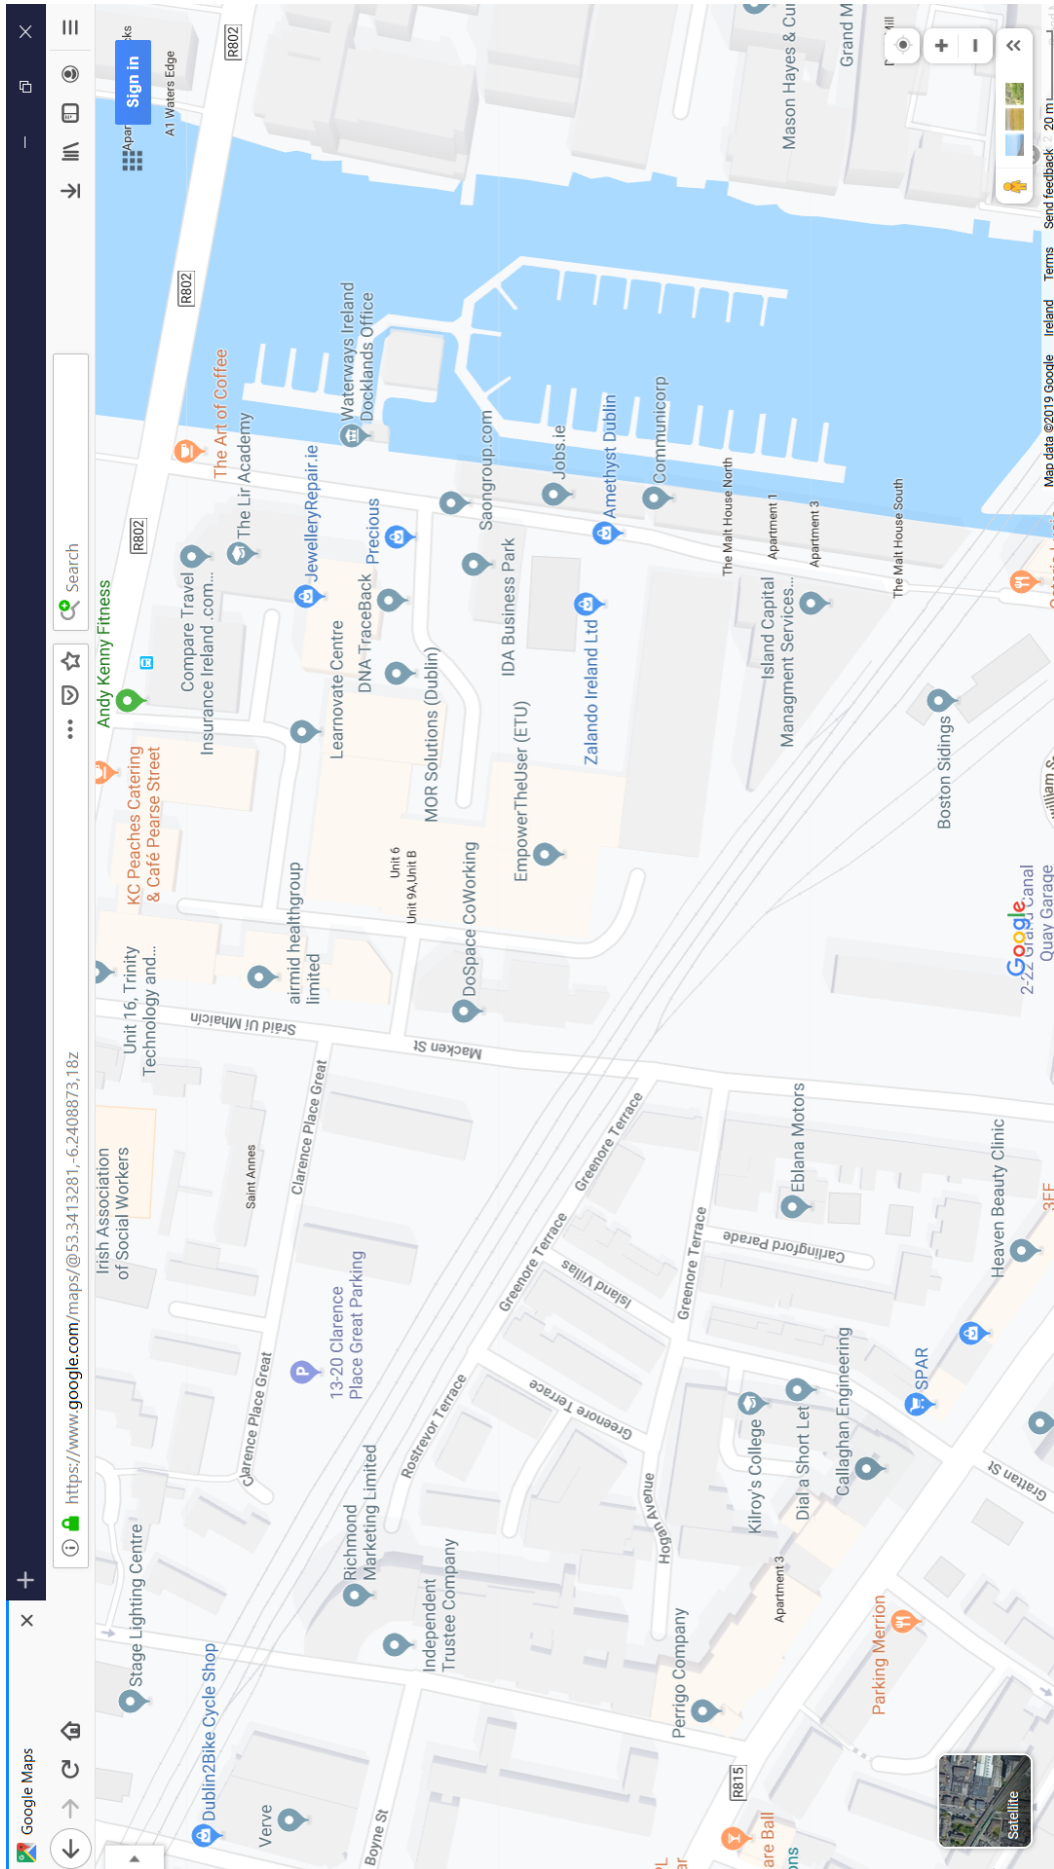 Google Maps
https://www.google.com/maps/@53.3413281,-6.2408873,18z
Search
Sign in
A1 Waters Edge
R802
R802
R802
Andy Kenny Fitness
KC Peaches Catering
& Café Pearse Street
Unit 16, Trinity
Technology and...
Irish Association
of Social Workers
Stage Lighting Centre
Dublin2Bike Cycle Shop
Verve
Boyne St
The Art of Coffee
The Lir Academy
Compare Travel
Insurance Ireland .com...
Waterways Ireland
Docklands Office
JewelleryRepair.ie
Precious
Learnovate Centre
DNA TraceBack
MOR Solutions (Dublin)
airmid healthgroup
limited
Unit 6
Unit 9A,Unit B
Sráid Uí Mhaicín
Macken St
Saint Annes
Clarence Place Great
Clarence Place Great
13-20 Clarence
Place Great Parking
Richmond
Marketing Limited
Independent
Trustee Company
Rostrevor Terrace
Saongroup.com
IDA Business Park
Jobs.ie
Amethyst Dublin
Communicorp
Zalando Ireland Ltd
EmpowerTheUser (ETU)
DoSpace CoWorking
Greenore Terrace
Greenore Terrace
Greenore Terrace
Greenore Terrace
Island Villas
Hogan Avenue
Carlingford Parade
Eblana Motors
Kilroy's College
Dial a Short Let
Callaghan Engineering
SPAR
Heaven Beauty Clinic
3FE
Grattan St
Apartment 3
Perrigo Company
Parking Merrion
R815
are Ball
The Malt House North
Apartment 1
Apartment 3
The Malt House South
Island Capital
Managment Services...
Boston Sidings
2-22 Grand Canal
Quay Garage
Mason Hayes & Cu
Grand M
Google
Satellite
Map data ©2019 Google
Ireland
Terms
Send feedback
20 m